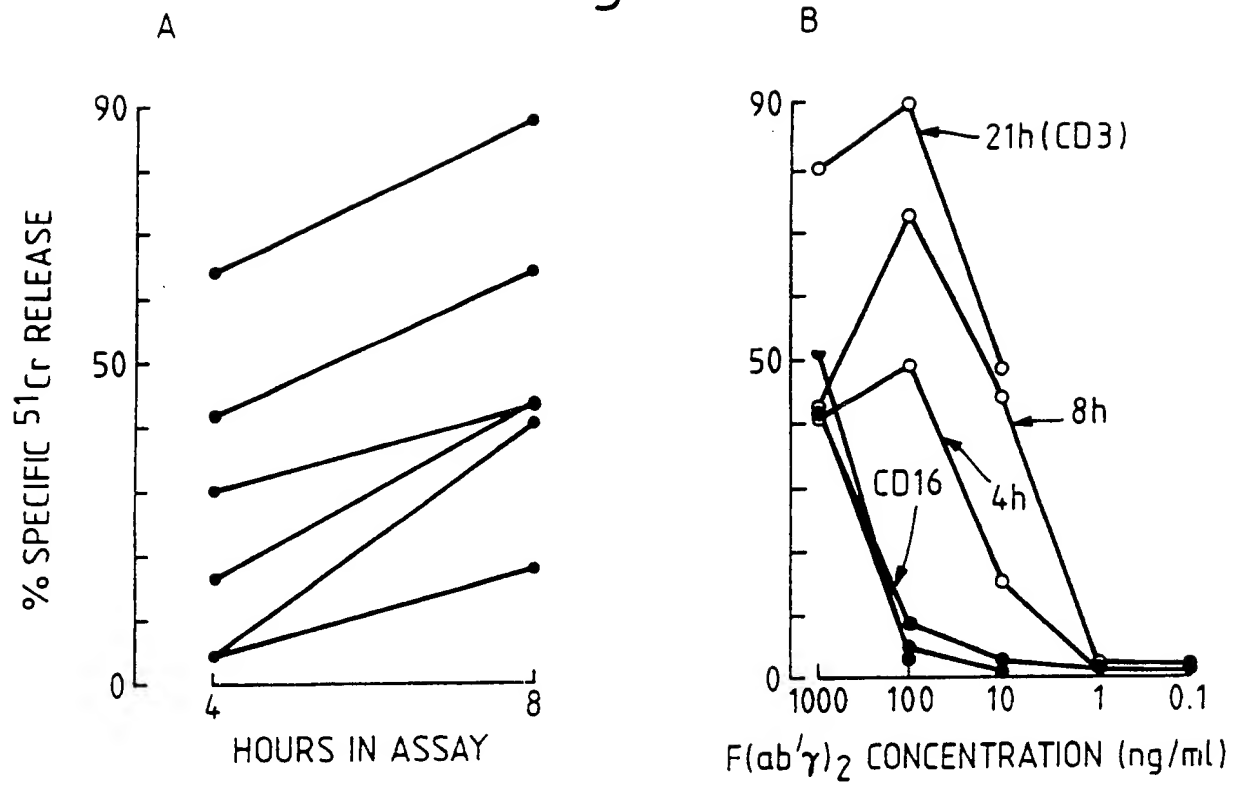 A
B
% SPECIFIC ⁵¹Cr RELEASE
90
50
0
4
8
HOURS IN ASSAY
90
50
0
21h (CD3)
8h
4h
CD16
1000 100 10 1 0.1
F(ab'γ)₂ CONCENTRATION (ng/ml)